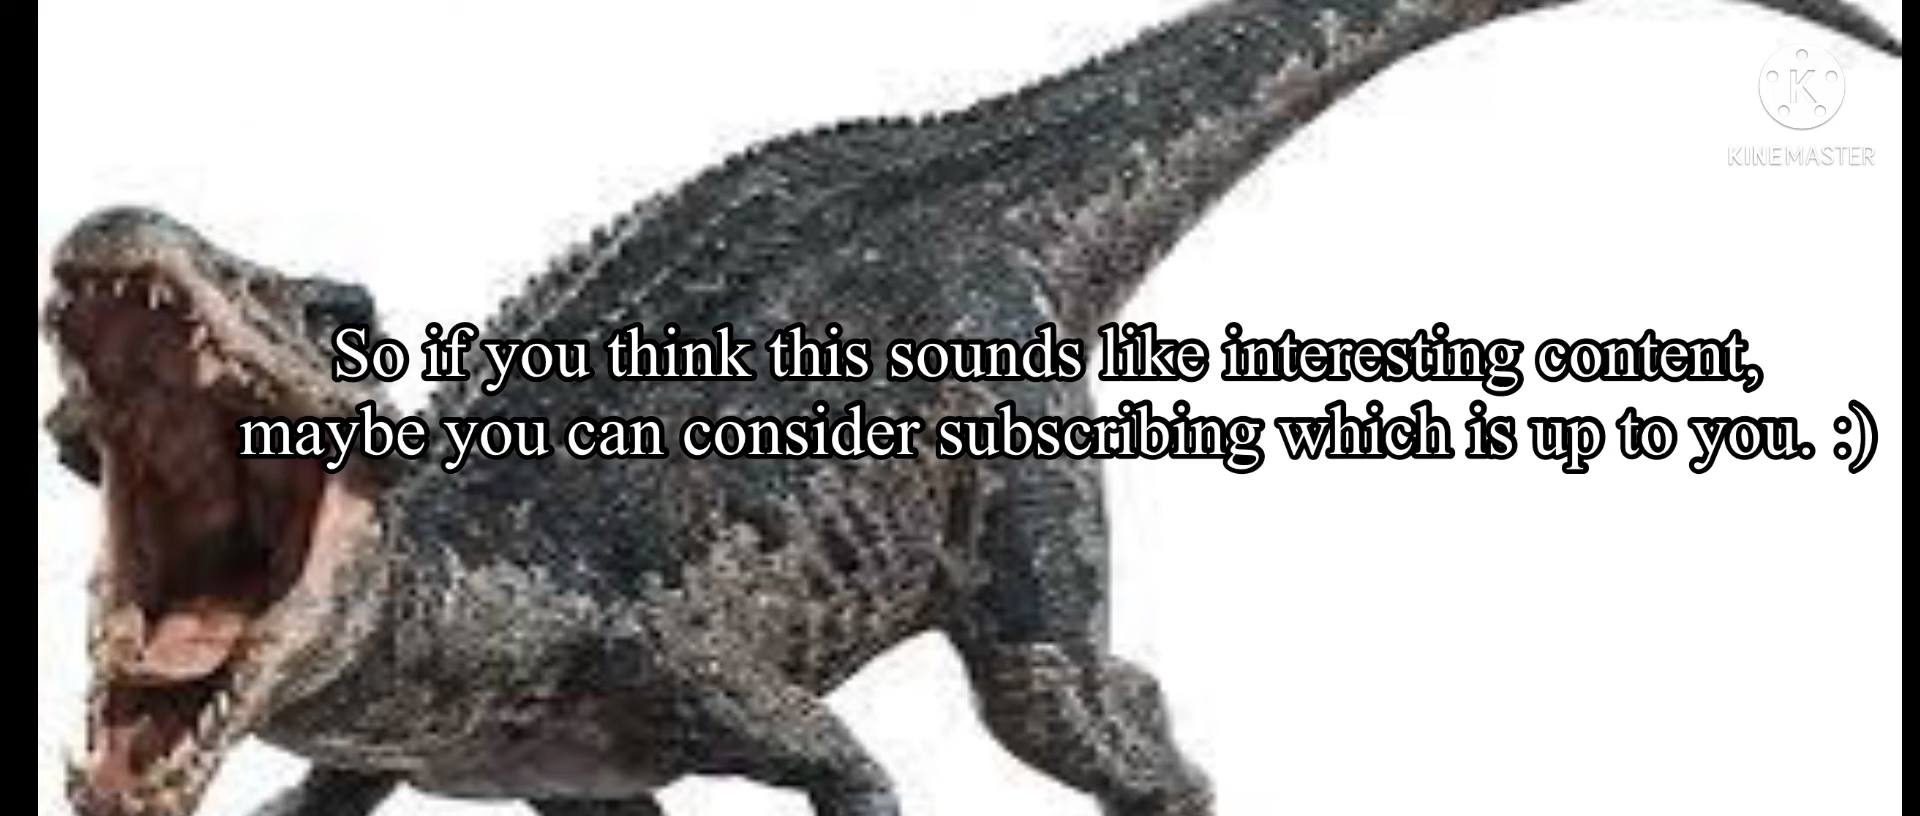 K
KINEMASTER
So if you think this sounds like interesting content,
maybe you can consider subscribing which is up to you. :)